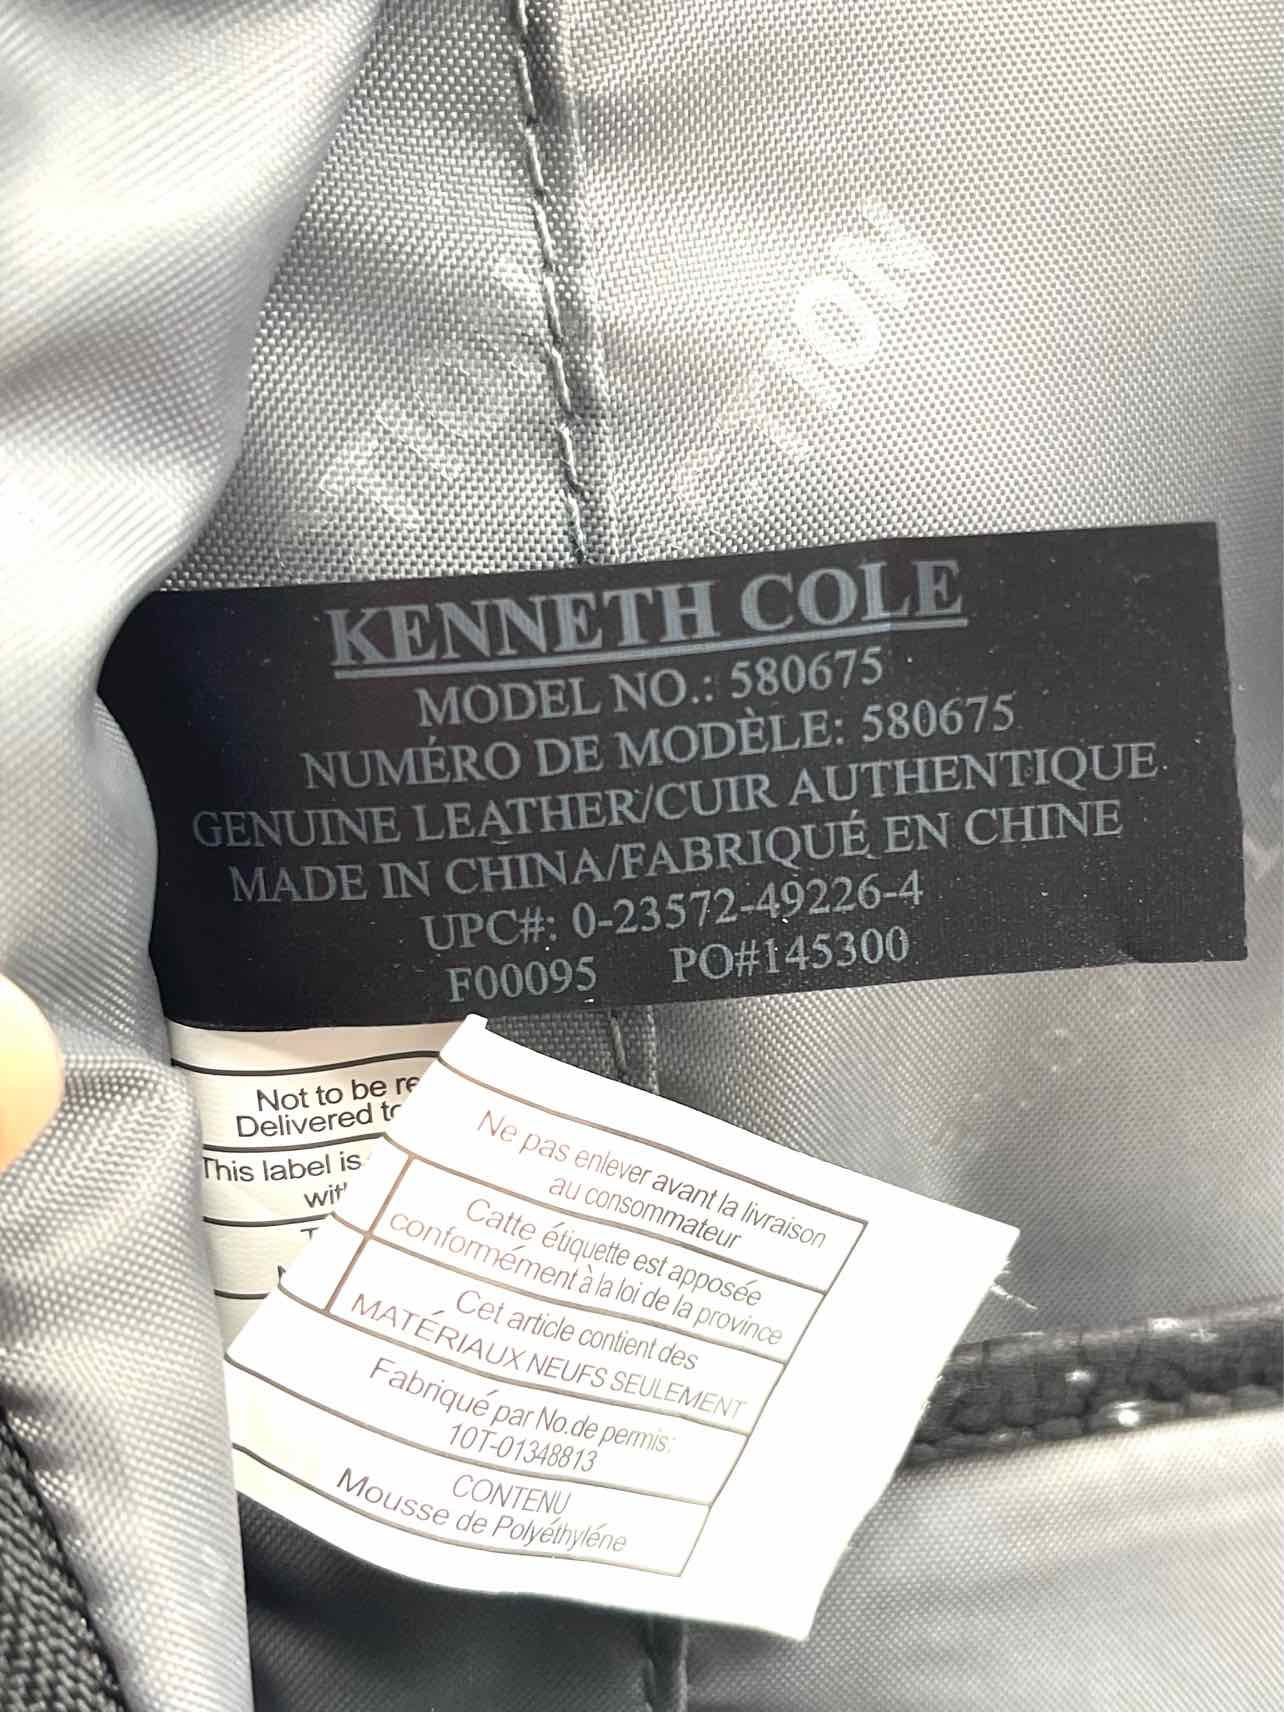 KENNETH COLE
MODEL NO.: 580675
NUMÉRO DE MODÈLE: 580675
GENUINE LEATHER/CUIR AUTHENTIQUE
MADE IN CHINA/FABRIQUÉ EN CHINE
UPC#: 0-23572-49226-4
F00095 PO#145300
Not to be re
Delivered to
This label is
wit
Ne pas enlever avant la livraison
au consommateur
Catte étiquette est apposée
conformément à la loi de la province
Cet article contient des
MATÉRIAUX NEUFS SEULEMENT
Fabriqué par No.de permis:
10T-01348813
CONTENU
Mousse de Polyéthyléne